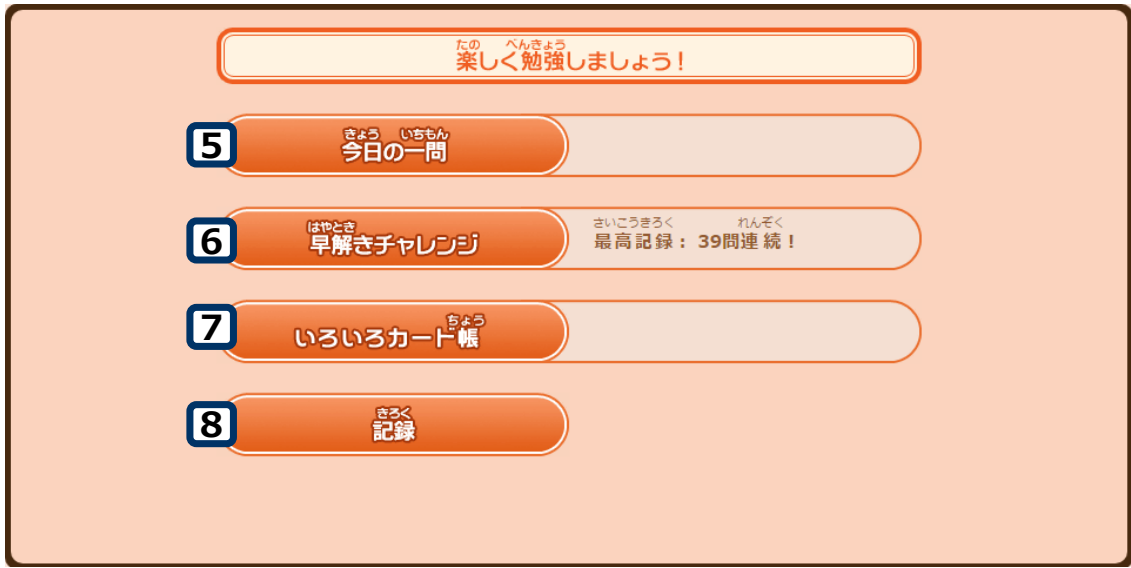 たの べんきょう
楽しく勉強しましょう!
5
きょう いちもん
今日の一問
6
はやとき
早解きチャレンジ
さいこうきろく れんぞく
最高記録: 39問連続!
7
ちょう
いろいろカード帳
8
きろく
記録